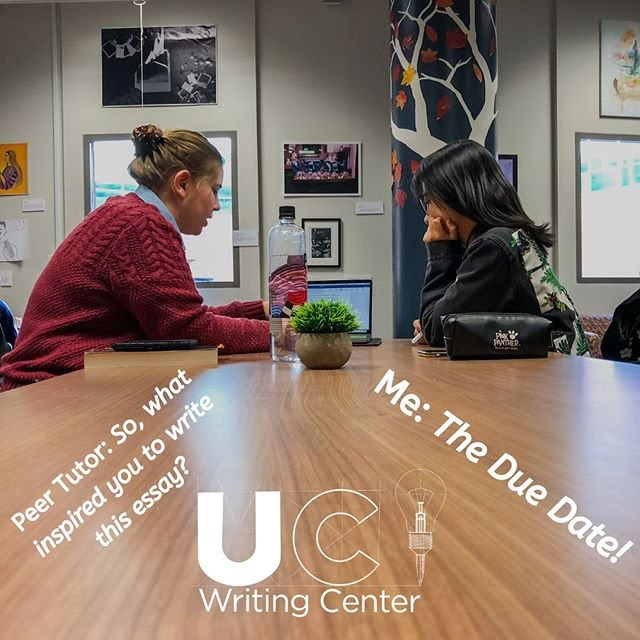 PINK
PANTHER
Peer Tutor: So, what
inspired you to write
this essay?
Me: The Due Date!
UC
Writing Center